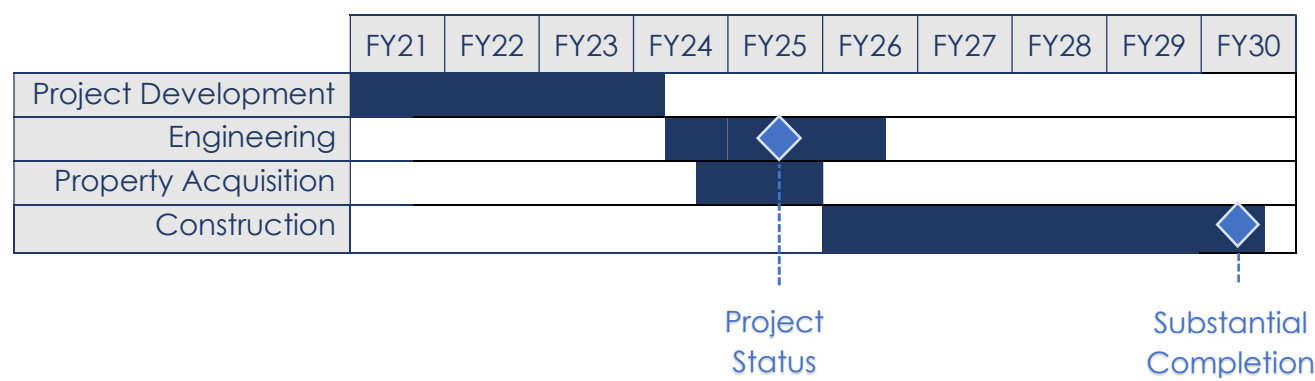 FY21 FY22 FY23 FY24 FY25 FY26 FY27 FY28 FY29 FY30
Project Development
Engineering
Property Acquisition
Construction
Project Status
Substantial Completion